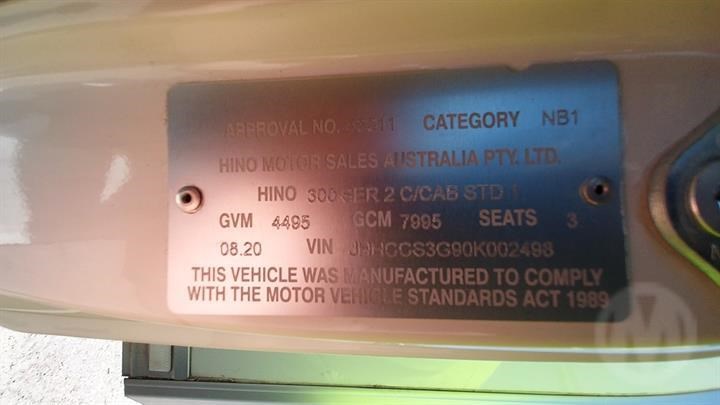 APPROVAL NO. CATEGORY NB1
HINO MOTOR SALES AUSTRALIA PTY. LTD.
HINO 300 SER 2 C/CAB STD 1
GVM 4495 GCM 7995 SEATS 3
08.20 VIN JHHCCS3G90K002498
THIS VEHICLE WAS MANUFACTURED TO COMPLY
WITH THE MOTOR VEHICLE STANDARDS ACT 1989
M